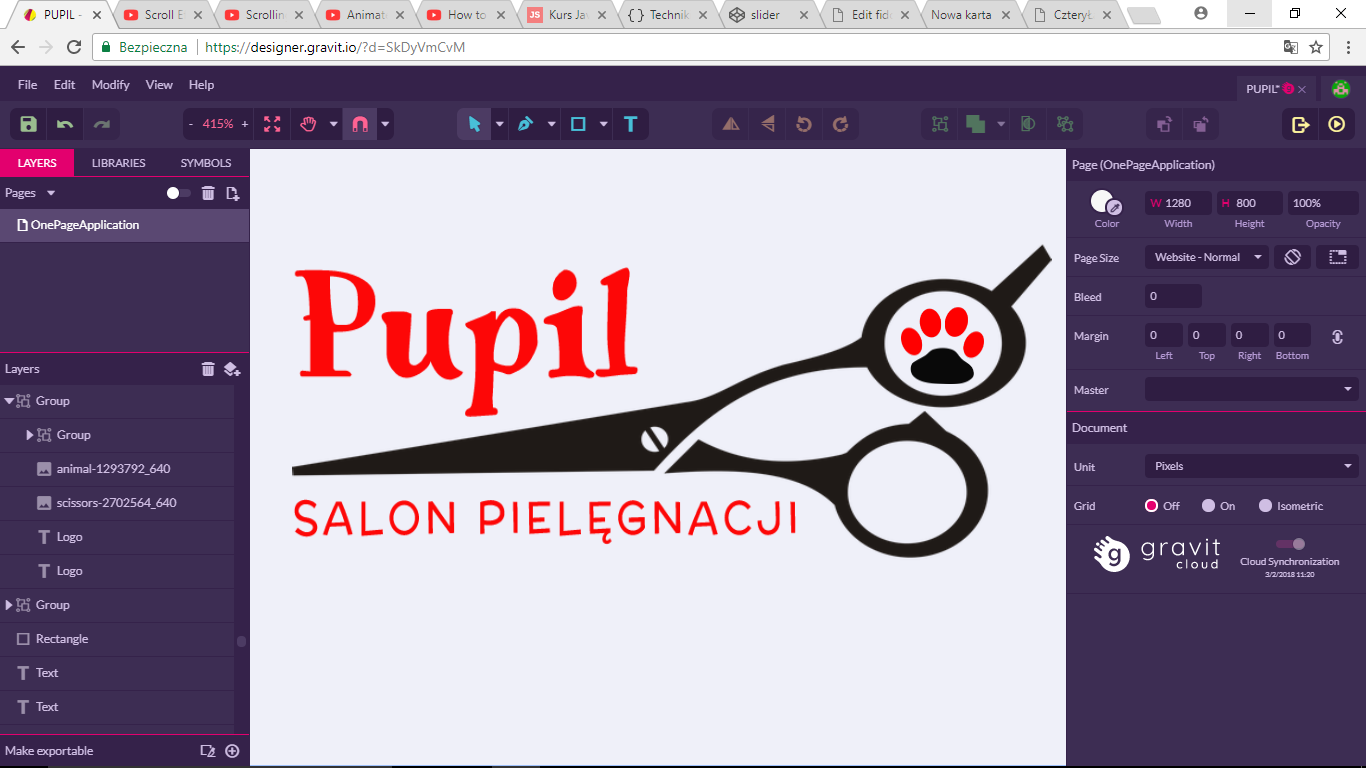 PUPIL -
Scroll E
Scrollin
Animat
How to
JS Kurs Ja
{ } Technik
slider
Edit fid
Nowa karta
Cztery
Bezpieczna https://designer.gravit.io/?d=SkDyVmCvM
File Edit Modify View Help
PUPIL*
- 415% +
T
LAYERS LIBRARIES SYMBOLS
Pages
OnePageApplication
Layers
Group
Group
animal-1293792_640
scissors-2702564_640
T Logo
T Logo
Group
Rectangle
T Text
T Text
Make exportable
Pupil
SALON PIELĘGNACJI
Page (OnePageApplication)
W 1280 H 800 100%
Color Width Height Opacity
Page Size Website - Normal
Bleed 0
Margin 0 0 0 0
Left Top Right Bottom
Master
Document
Unit Pixels
Grid Off On Isometric
g gravit
cloud
Cloud Synchronization
3/2/2018 11:20